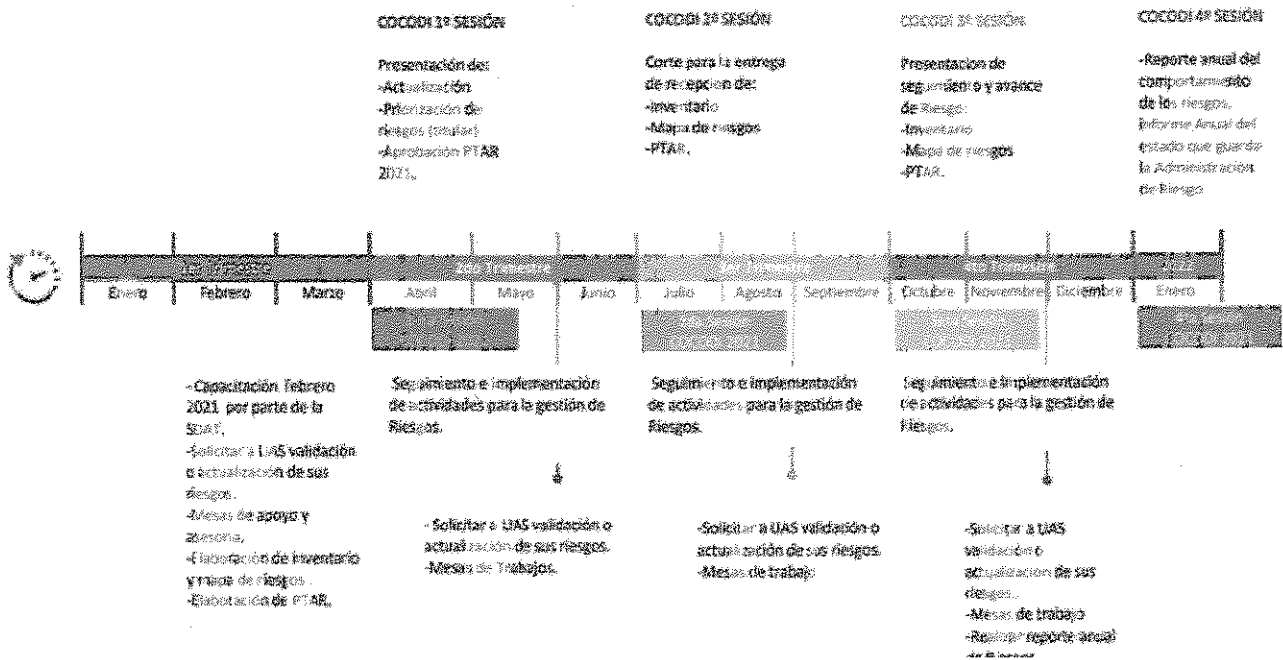 COCODI 1ª SESIÓN
Presentación de:
-Actualización
-Priorización de
riesgos (titular)
-Aprobación PTAR
2021.
COCODI 2ª SESIÓN
Corte para la entrega
de recepción de:
-Inventario
-Mapa de riesgos
-PTAR.
COCODI 3ª SESIÓN
Presentacion de
seguimiento y avance
de Riesgo:
-Inventario
-Mapa de riesgos
-PTAR.
COCODI 4ª SESIÓN
-Reporte anual del
comportamiento
de los riesgos.
Informe Anual del
estado que guarda
la Administración
de Riesgo
1er Trimestre
2do Trimestre
3er Trimestre
4to Trimestre
2022
Enero
Febrero
Marzo
Abril
Mayo
Junio
Julio
Agosto
Septiembre
Octubre
Noviembre
Diciembre
Enero
-Capacitación Febrero
2021 por parte de la
-Solicitar a UAS validación
o actualización de sus
riesgos.
-Mesas de apoyo y
asesoria.
-Elaboración de inventario
y mapa de riesgos.
-Elabotación de PTAR.
Seguimiento e implementación
de actividades para la gestión de
Riesgos.
- Solicitar a UAS validación o
actualización de sus riesgos.
-Mesas de Trabajos.
Seguimiento e implementación
de actividades para la gestión de
Riesgos.
-Solicitar a UAS validación o
actualización de sus riesgos.
-Mesas de trabajo
Seguimiento e implementación
de actividades para la gestión de
Riesgos.
-Solicitar a UAS
validación o
actualización de sus
riesgos.
-Mesas de trabajo
-Realizar reporte anual
de Riesgos